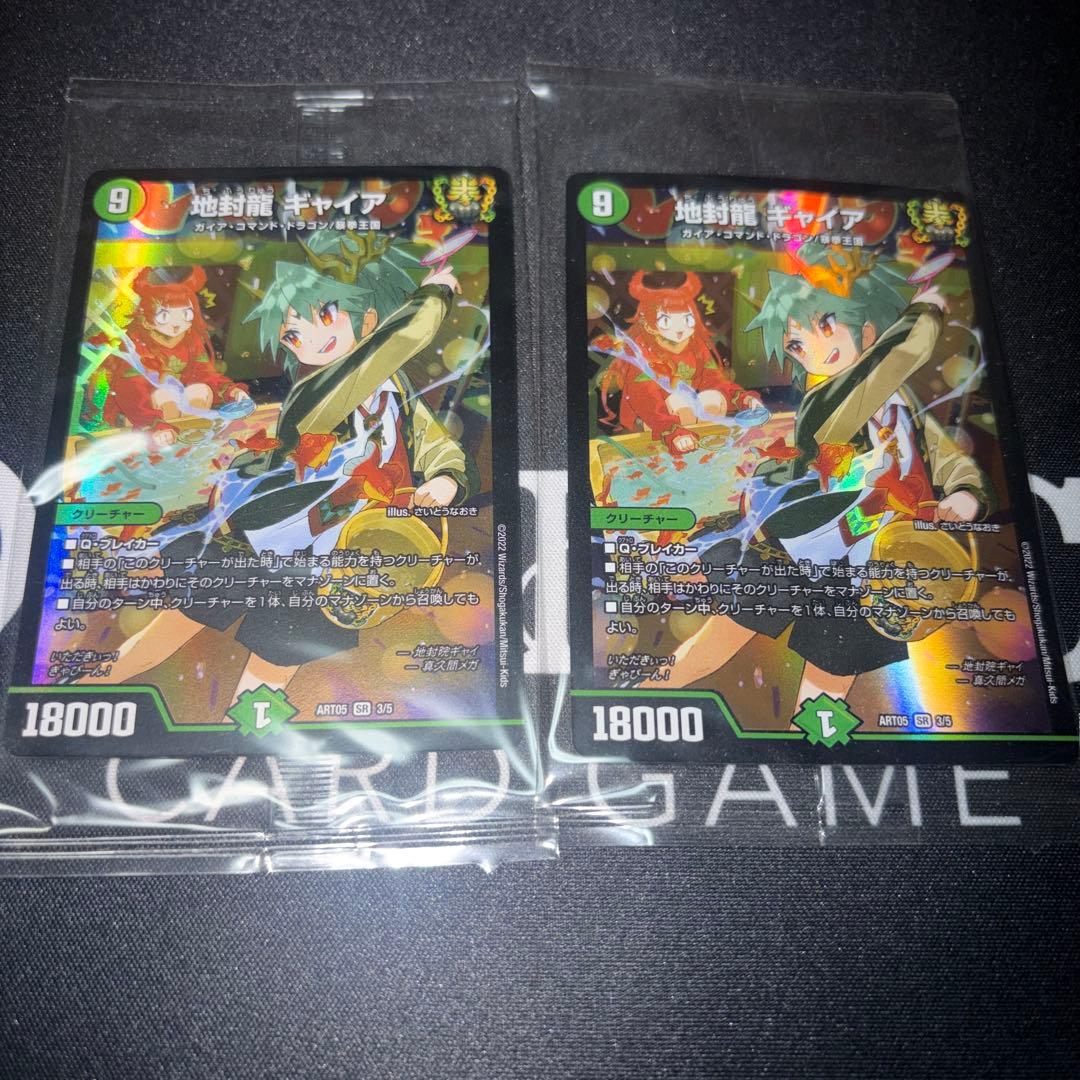 9
地封龍 ギャイア
ガイア・コマンド・ドラゴン/暴拳王国
クリーチャー
illus. さいとうなおき
■Q・ブレイカー
■相手の「このクリーチャーが出た時」で始まる能力を持つクリーチャーが
出る時、相手はかわりにそのクリーチャーをマナゾーンに置く。
■自分のターン中、クリーチャーを1体、自分のマナゾーンから召喚しても
よい。
いただきぃっ!
ぎゃぴーん!
— 地封院ギャイ
— 真久間メガ
©2022 Wizards/Shogakukan/Mitsui-Kids
18000
1
ART05 SR 3/5
9
地封龍 ギャイア
ガイア・コマンド・ドラゴン/暴拳王国
クリーチャー
illus. さいとうなおき
■Q・ブレイカー
■相手の「このクリーチャーが出た時」で始まる能力を持つクリーチャーが
出る時、相手はかわりにそのクリーチャーをマナゾーンに置く。
■自分のターン中、クリーチャーを1体、自分のマナゾーンから召喚しても
よい。
いただきぃっ!
ぎゃぴーん!
— 地封院ギャイ
— 真久間メガ
©2022 Wizards/Shogakukan/Mitsui-Kids
18000
1
ART05 SR 3/5
CARD GAME